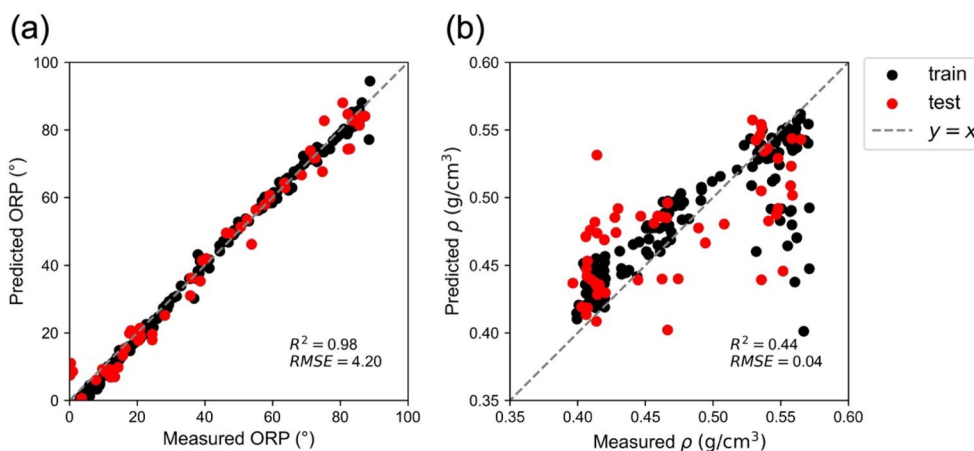 (a)
100
80
60
40
20
0
Predicted ORP (°)
R² = 0.98
RMSE = 4.20
0 20 40 60 80 100
Measured ORP (°)
(b)
0.60
0.55
0.50
0.45
0.40
0.35
Predicted ρ (g/cm³)
R² = 0.44
RMSE = 0.04
0.35 0.40 0.45 0.50 0.55 0.60
Measured ρ (g/cm³)
train
test
y = x